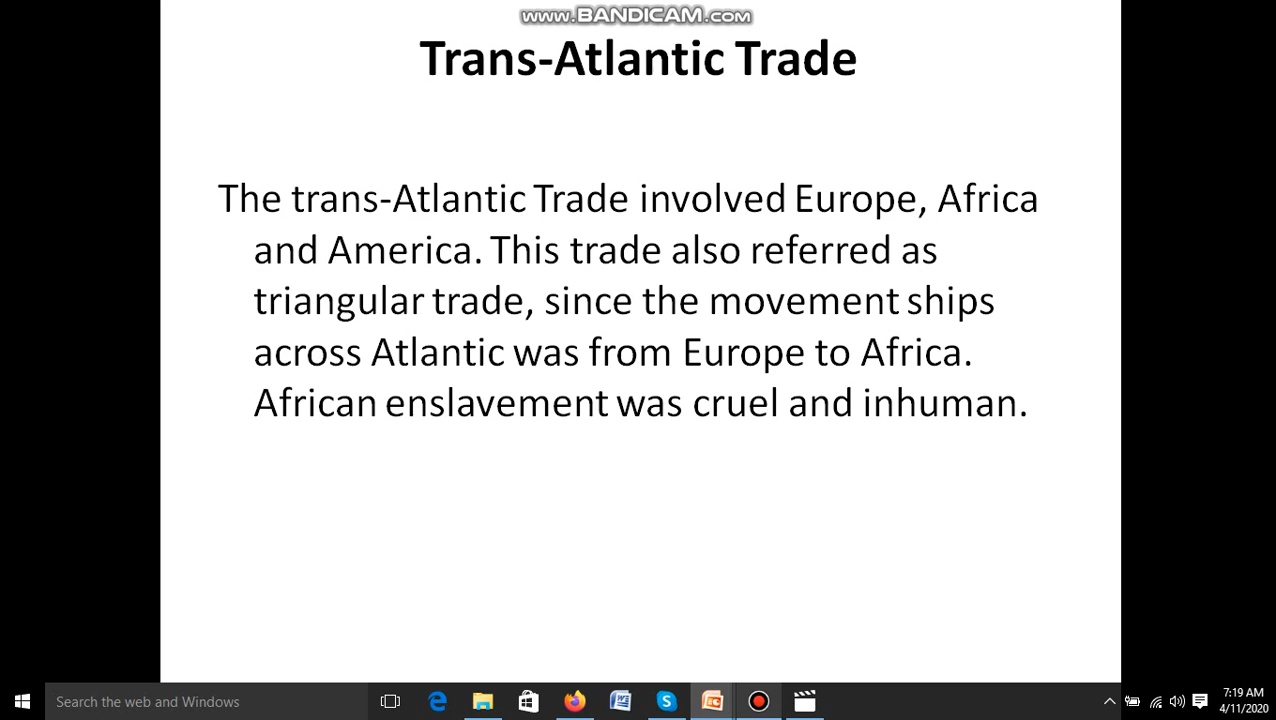 www.BANDICAM.com
Trans-Atlantic Trade
The trans-Atlantic Trade involved Europe, Africa
and America. This trade also referred as
triangular trade, since the movement ships
across Atlantic was from Europe to Africa.
African enslavement was cruel and inhuman.
Search the web and Windows
7:19 AM
4/11/2020